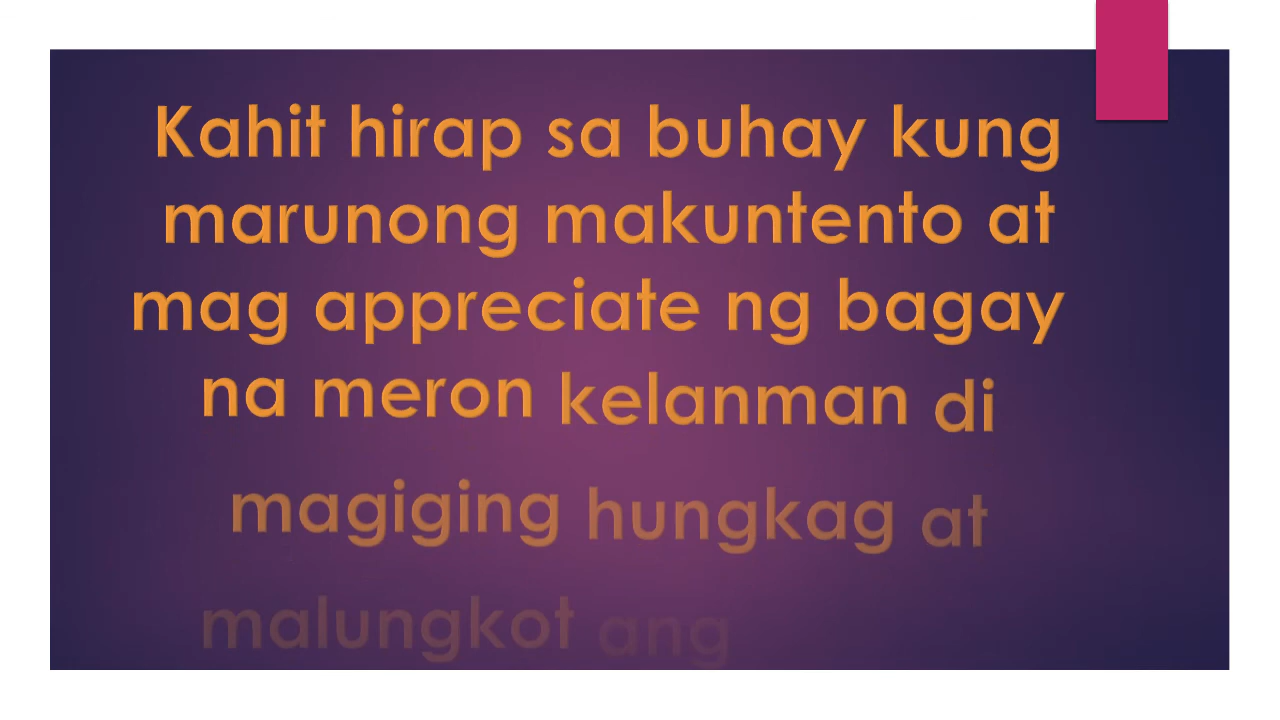 Kahit hirap sa buhay kung
marunong makuntento at
mag appreciate ng bagay
na meron kelanman di
magiging hungkag at
malungkot ang